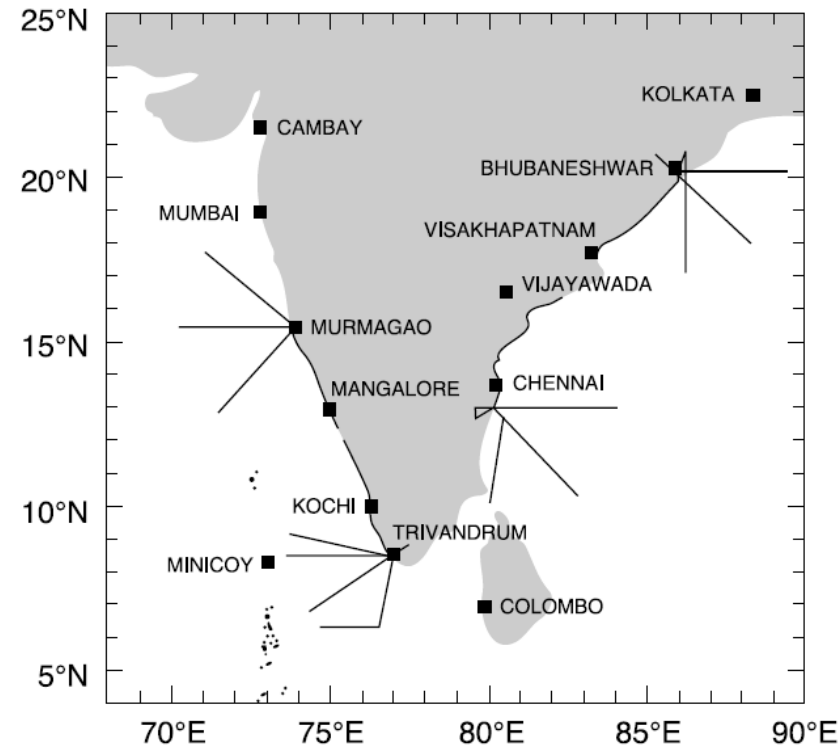 25°N
KOLKATA
CAMBAY
BHUBANESHWAR
20°N
MUMBAI
VISAKHAPATNAM
VIJAYAWADA
MURMAGAO
15°N
MANGALORE
CHENNAI
KOCHI
10°N
TRIVANDRUM
MINICOY
COLOMBO
5°N
70°E 75°E 80°E 85°E 90°E